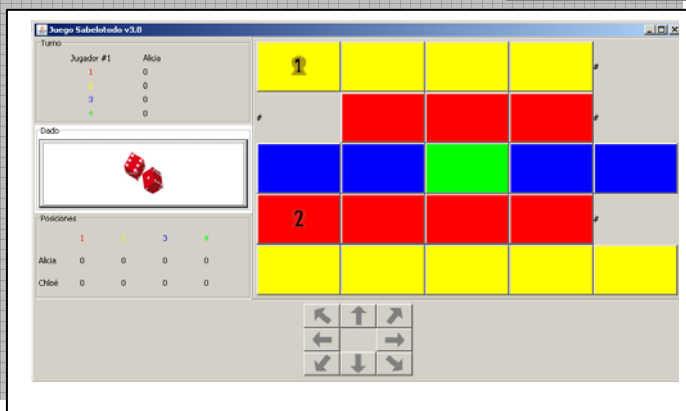 Juego Sabelotodo v3.0
Turno
Jugador #1 Alicia
1 0
2 0
3 0
4 0
Dado
Posiciones
1 2 3 4
Alicia 0 0 0 0
Chloé 0 0 0 0
1 #
# #
2 #